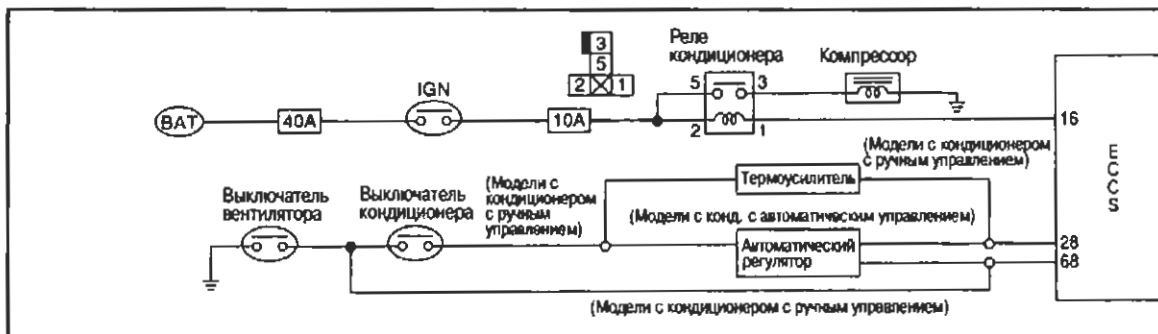 3
5
2 1
Реле
кондиционера
Компрессор
IGN
5 3
BAT
40A
10A
2 1
16
ECCS
(Модели с кондиционером
с ручным управлением)
Выключатель
вентилятора
Выключатель
кондиционера
(Модели с
кондиционером
с ручным
управлением)
Термоусилитель
(Модели с конд. с автоматическим управлением)
Автоматический
регулятор
28
68
(Модели с кондиционером с ручным управлением)